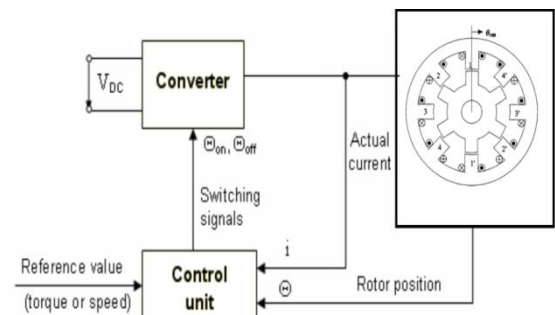 θon
V_DC
Converter
1
2
4'
3
3'
4
2'
1'
Θon, Θoff
Actual
current
Switching
signals
Reference value
(torque or speed)
Control
unit
i
Θ
Rotor position